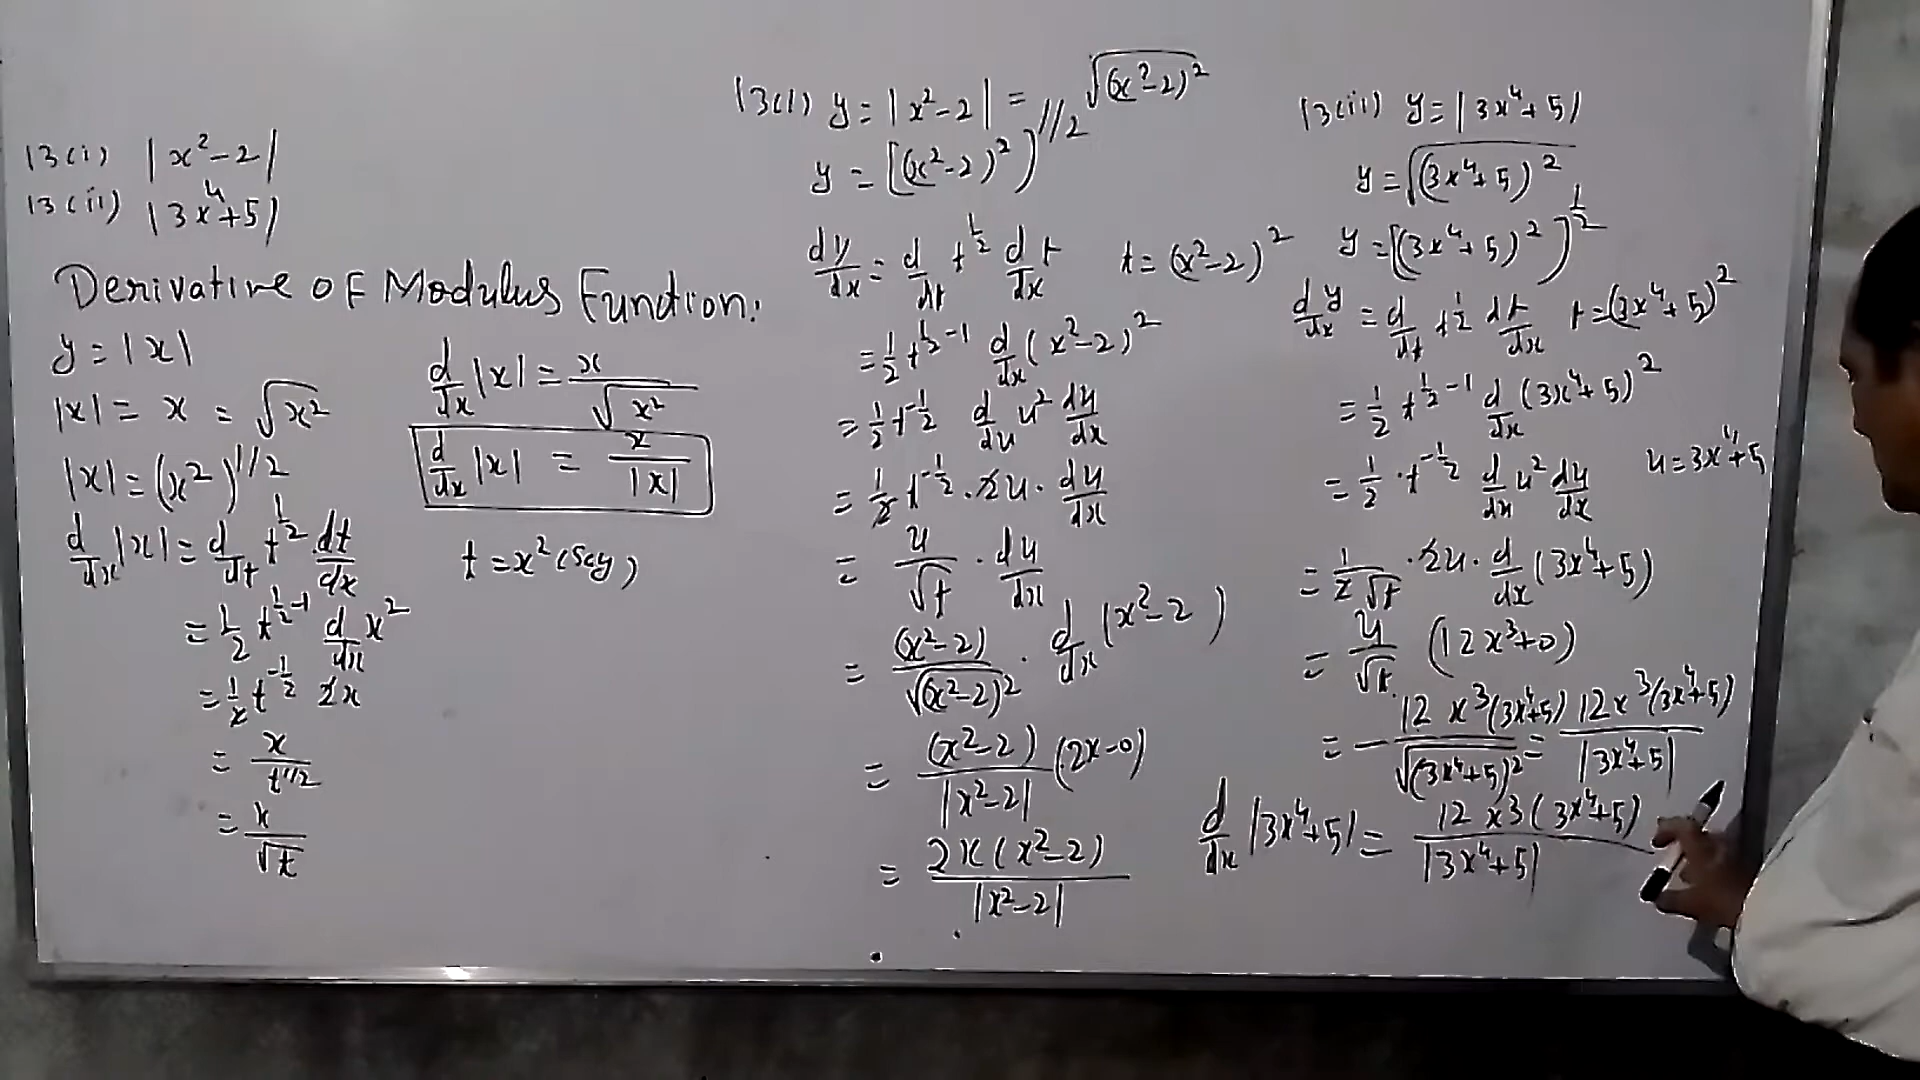 13(i) |x²-2|
13(ii) |3x⁴+5|
Derivative OF Modulus Function.
y = |x|
|x| = x = √x²
|x| = (x²)^1/2
d/dx |x| = d/dt t^1/2 · dt/dx
= 1/2 t^1/2-1 d/dx x²
= 1/2 t^-1/2 2x
= x/t^1/2
= x/√t
d/dx |x| = x/√x²
d/dx |x| = x/|x|
t = x² (Say)
13(i) y = |x²-2| = √(x²-2)²
y = [(x²-2)²)^1/2
dy/dx = d/dt t^1/2 dt/dx t = (x²-2)²
= 1/2 t^1/2-1 d/dx (x²-2)²
= 1/2 t^-1/2 d/du u² du/dx
= 1/2 t^-1/2 · 2u · du/dx
= u/√t · du/dx
= (x²-2)/√(x²-2)² · d/dx (x²-2)
= (x²-2)/|x²-2| (2x-0)
= 2x(x²-2)/|x²-2|
13(ii) y = |3x⁴+5|
y = √(3x⁴+5)²
y = [(3x⁴+5)²]^1/2
dy/dx = d/dt t^1/2 dt/dx t = (3x⁴+5)²
= 1/2 t^1/2-1 d/dx (3x⁴+5)²
= 1/2 · t^-1/2 d/du u² du/dx u = 3x⁴+5
= 1/2√t · 2u · d/dx (3x⁴+5)
= u/√t (12x³+0)
= 12x³(3x⁴+5)/√(3x⁴+5)² = 12x³(3x⁴+5)/|3x⁴+5|
d/dx |3x⁴+5| = 12x3(3x⁴+5)/|3x⁴+5|